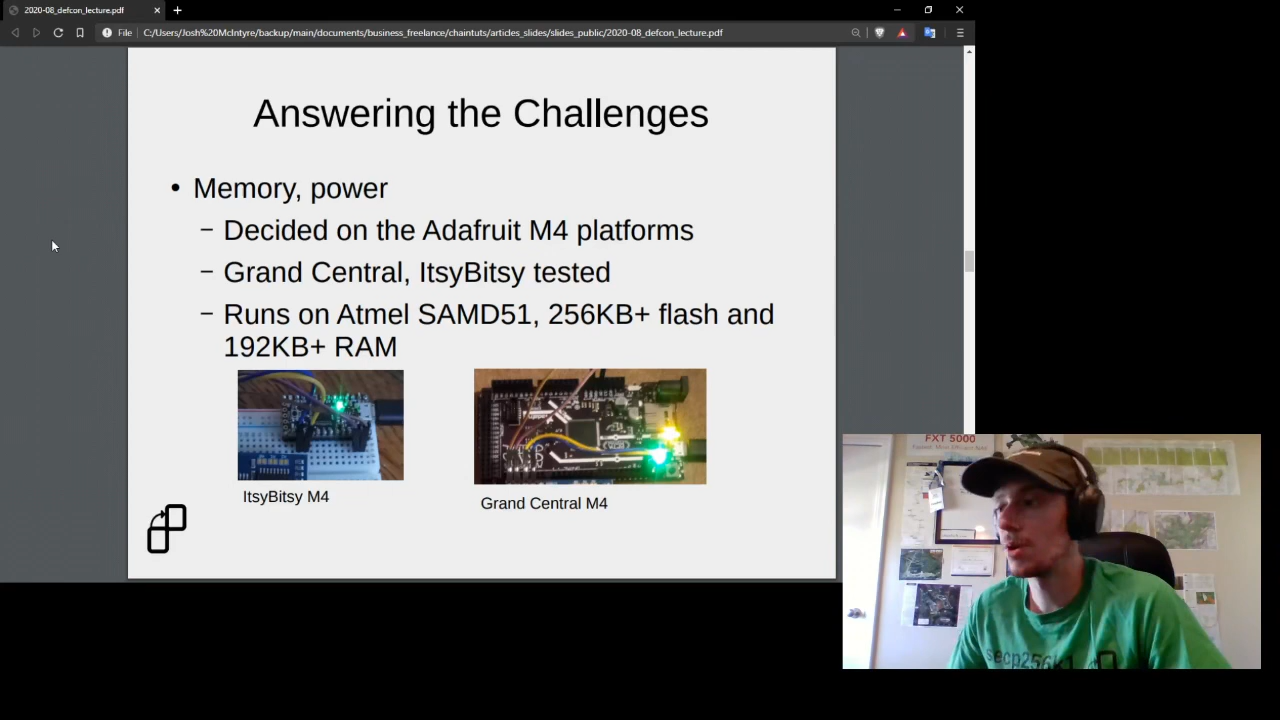 2020-08_defcon_lecture.pdf
File C:/Users/Josh%20McIntyre/backup/main/documents/business_freelance/chaintuts/articles_slides/slides_public/2020-08_defcon_lecture.pdf
Answering the Challenges
• Memory, power
– Decided on the Adafruit M4 platforms
– Grand Central, ItsyBitsy tested
– Runs on Atmel SAMD51, 256KB+ flash and
192KB+ RAM
ItsyBitsy M4
Grand Central M4
FXT 5000
secp256k1